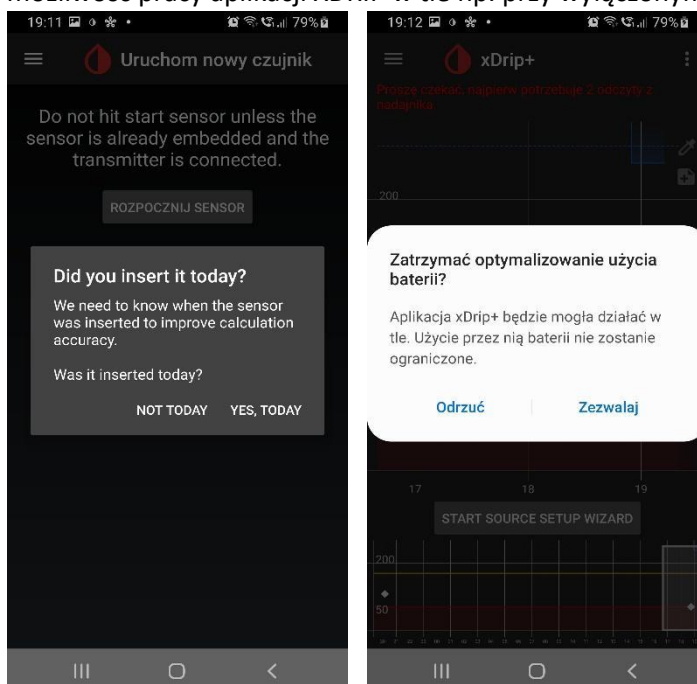 możliwość pracy aplikacji XDRIP w tle np. przy wyłączonym
19:11 79%
Uruchom nowy czujnik
Do not hit start sensor unless the
sensor is already embedded and the
transmitter is connected.
ROZPOCZNIJ SENSOR
Did you insert it today?
We need to know when the sensor
was inserted to improve calculation
accuracy.
Was it inserted today?
NOT TODAY YES, TODAY
19:12 79%
xDrip+
Proszę czekać, najpierw potrzebuje 2 odczyty z
nadajnika
200
Zatrzymać optymalizowanie użycia
baterii?
Aplikacja xDrip+ będzie mogła działać w
tle. Użycie przez nią baterii nie zostanie
ograniczone.
Odrzuć Zezwalaj
17 18 19
START SOURCE SETUP WIZARD
200
50